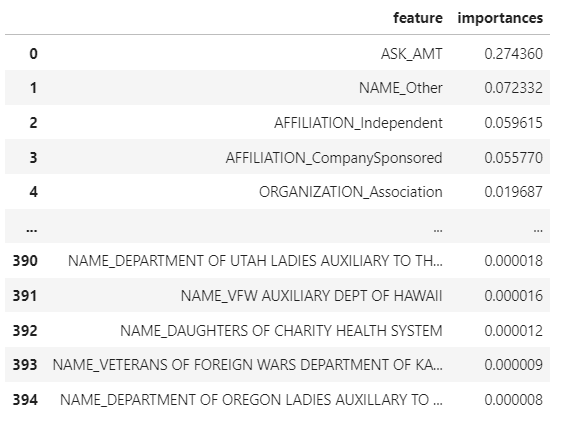 feature importances
0 ASK_AMT 0.274360
1 NAME_Other 0.072332
2 AFFILIATION_Independent 0.059615
3 AFFILIATION_CompanySponsored 0.055770
4 ORGANIZATION_Association 0.019687
... ... ...
390 NAME_DEPARTMENT OF UTAH LADIES AUXILIARY TO TH... 0.000018
391 NAME_VFW AUXILIARY DEPT OF HAWAII 0.000016
392 NAME_DAUGHTERS OF CHARITY HEALTH SYSTEM 0.000012
393 NAME_VETERANS OF FOREIGN WARS DEPARTMENT OF KA... 0.000009
394 NAME_DEPARTMENT OF OREGON LADIES AUXILLARY TO ... 0.000008